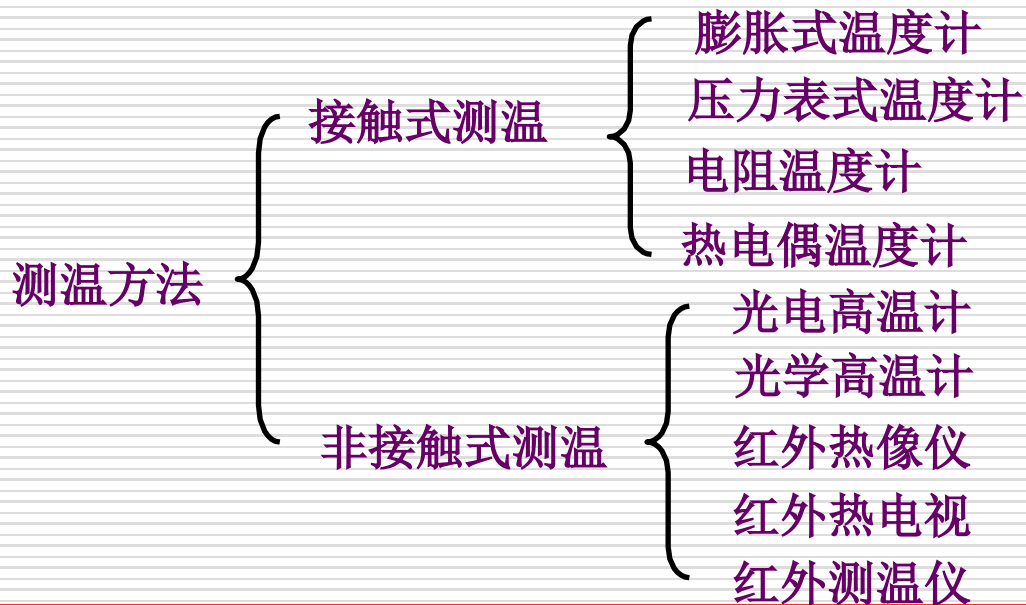 测温方法
接触式测温
膨胀式温度计
压力表式温度计
电阻温度计
热电偶温度计
非接触式测温
光电高温计
光学高温计
红外热像仪
红外热电视
红外测温仪